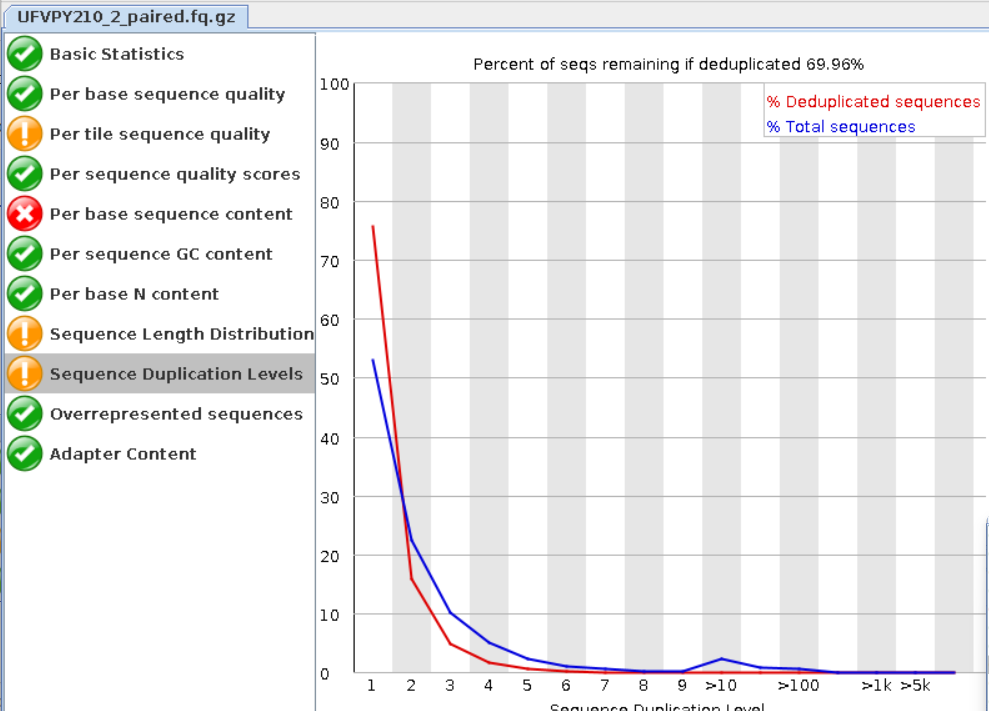 UFVPY210_2_paired.fq.gz
Basic Statistics
Per base sequence quality
Per tile sequence quality
Per sequence quality scores
Per base sequence content
Per sequence GC content
Per base N content
Sequence Length Distribution
Sequence Duplication Levels
Overrepresented sequences
Adapter Content
Percent of seqs remaining if deduplicated 69.96%
% Deduplicated sequences
% Total sequences
100
90
80
70
60
50
40
30
20
10
0
1 2 3 4 5 6 7 8 9 >10 >100 >1k >5k
Sequence Duplication Level